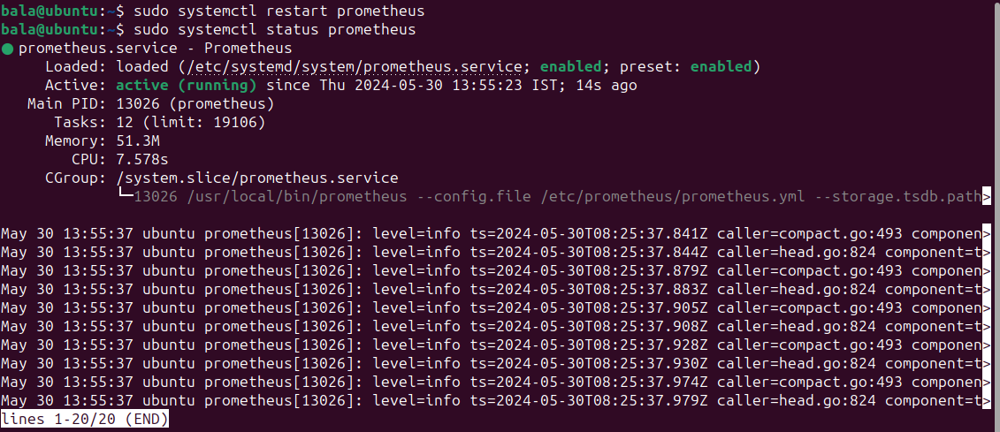 bala@ubuntu:~$ sudo systemctl restart prometheus
bala@ubuntu:~$ sudo systemctl status prometheus
● prometheus.service - Prometheus
     Loaded: loaded (/etc/systemd/system/prometheus.service; enabled; preset: enabled)
     Active: active (running) since Thu 2024-05-30 13:55:23 IST; 14s ago
   Main PID: 13026 (prometheus)
      Tasks: 12 (limit: 19106)
     Memory: 51.3M
        CPU: 7.578s
     CGroup: /system.slice/prometheus.service
             └─13026 /usr/local/bin/prometheus --config.file /etc/prometheus/prometheus.yml --storage.tsdb.path>

May 30 13:55:37 ubuntu prometheus[13026]: level=info ts=2024-05-30T08:25:37.841Z caller=compact.go:493 componen>
May 30 13:55:37 ubuntu prometheus[13026]: level=info ts=2024-05-30T08:25:37.844Z caller=head.go:824 component=t>
May 30 13:55:37 ubuntu prometheus[13026]: level=info ts=2024-05-30T08:25:37.879Z caller=compact.go:493 componen>
May 30 13:55:37 ubuntu prometheus[13026]: level=info ts=2024-05-30T08:25:37.883Z caller=head.go:824 component=t>
May 30 13:55:37 ubuntu prometheus[13026]: level=info ts=2024-05-30T08:25:37.905Z caller=compact.go:493 componen>
May 30 13:55:37 ubuntu prometheus[13026]: level=info ts=2024-05-30T08:25:37.908Z caller=head.go:824 component=t>
May 30 13:55:37 ubuntu prometheus[13026]: level=info ts=2024-05-30T08:25:37.928Z caller=compact.go:493 componen>
May 30 13:55:37 ubuntu prometheus[13026]: level=info ts=2024-05-30T08:25:37.930Z caller=head.go:824 component=t>
May 30 13:55:37 ubuntu prometheus[13026]: level=info ts=2024-05-30T08:25:37.974Z caller=compact.go:493 componen>
May 30 13:55:37 ubuntu prometheus[13026]: level=info ts=2024-05-30T08:25:37.979Z caller=head.go:824 component=t>
lines 1-20/20 (END)